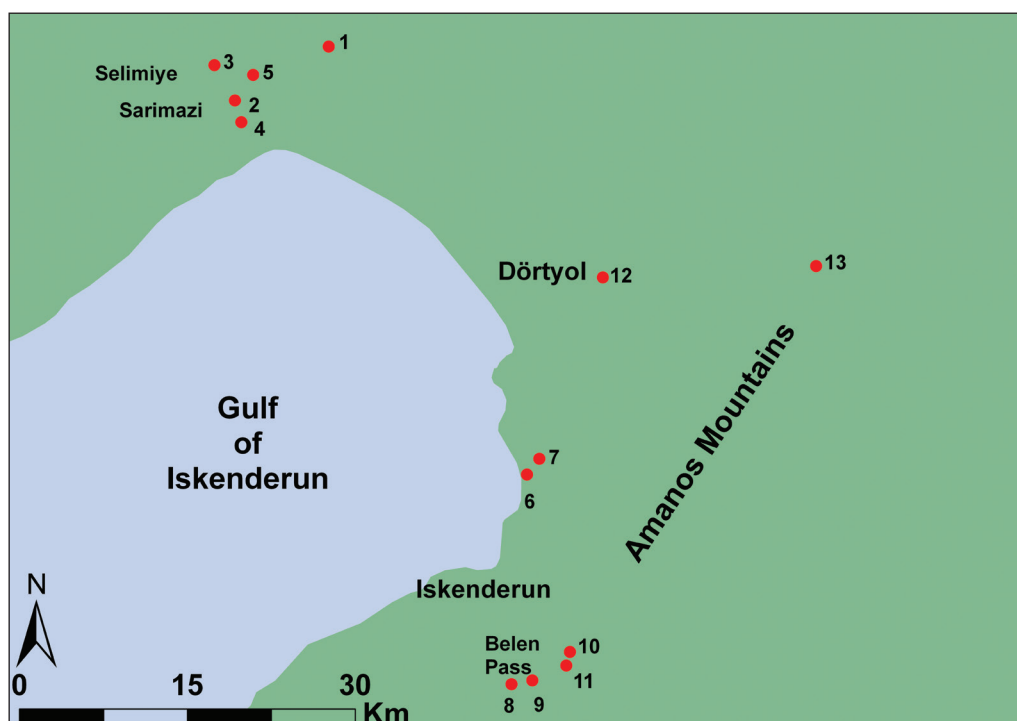 1
3
Selimiye
5
2
Sarimazi
4
Dörtyol
12
13
Amanos Mountains
Gulf
of
Iskenderun
7
6
Iskenderun
N
Belen
Pass
10
11
8
9
0 15 30
Km